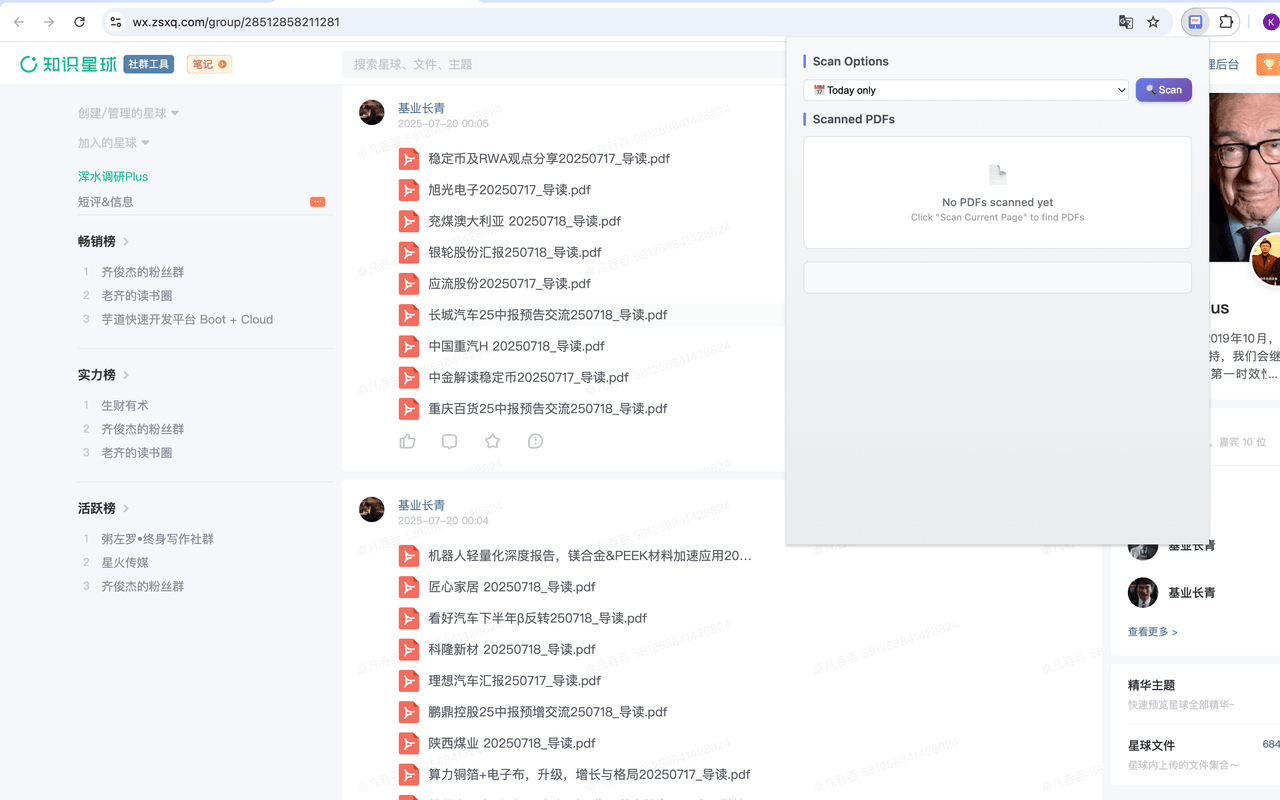 wx.zsxq.com/group/28512858211281
K
知识星球
社群工具
笔记
搜索星球、文件、主题
理后台
创建/管理的星球
加入的星球
浑水调研Plus
短评&信息
畅销榜
1 齐俊杰的粉丝群
2 老齐的读书圈
3 芋道快速开发平台 Boot + Cloud
实力榜
1 生财有术
2 齐俊杰的粉丝群
3 老齐的读书圈
活跃榜
1 粥左罗•终身写作社群
2 星火传媒
3 齐俊杰的粉丝群
基业长青
2025-07-20 00:05
稳定币及RWA观点分享20250717_导读.pdf
旭光电子20250717_导读.pdf
兖煤澳大利亚 20250718_导读.pdf
银轮股份汇报250718_导读.pdf
应流股份20250717_导读.pdf
长城汽车25中报预告交流250718_导读.pdf
中国重汽H 20250718_导读.pdf
中金解读稳定币20250717_导读.pdf
重庆百货25中报预告交流250718_导读.pdf
基业长青
2025-07-20 00:04
机器人轻量化深度报告，镁合金&PEEK材料加速应用20…
匠心家居 20250718_导读.pdf
看好汽车下半年β反转250718_导读.pdf
科隆新材 20250718_导读.pdf
理想汽车汇报250717_导读.pdf
鹏鼎控股25中报预增交流250718_导读.pdf
陕西煤业 20250718_导读.pdf
算力铜箔+电子布，升级，增长与格局20250717_导读.pdf
Scan Options
Today only
Scan
Scanned PDFs
No PDFs scanned yet
Click "Scan Current Page" to find PDFs
lus
2019年10月，
持，我们会继
第一时效忄...
嘉宾 10 位
基业长青
基业长青
查看更多 >
精华主题
快速预览星球全部精华~
星球文件
684
星球内上传的文件集合～